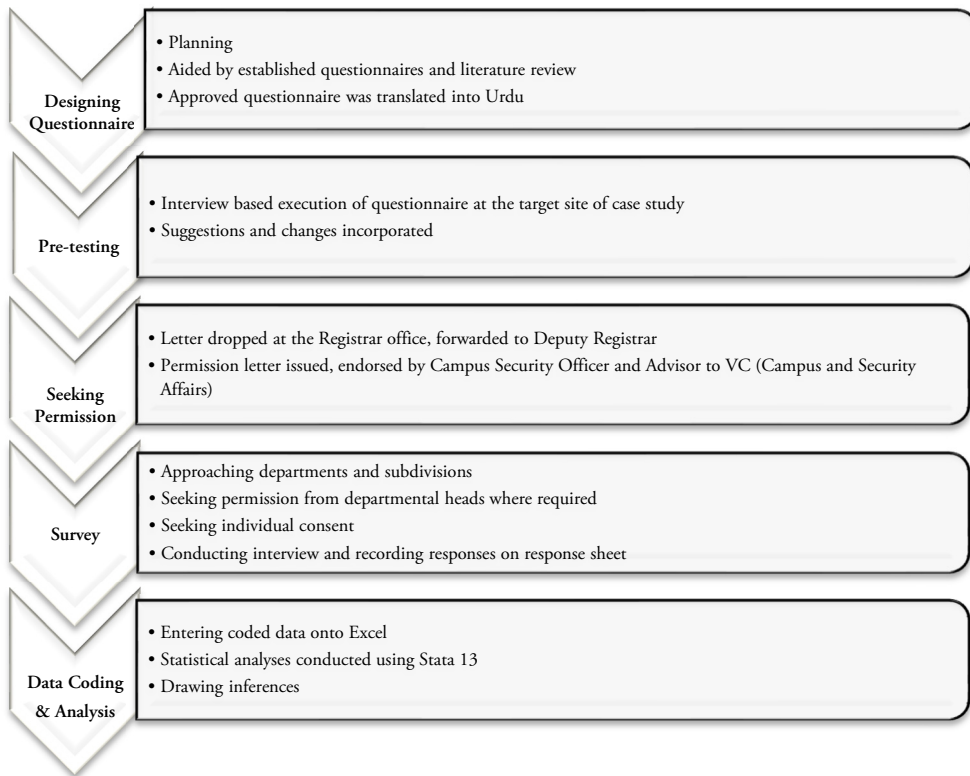 Designing
Questionnaire
• Planning
• Aided by established questionnaires and literature review
• Approved questionnaire was translated into Urdu
Pre-testing
• Interview based execution of questionnaire at the target site of case study
• Suggestions and changes incorporated
Seeking
Permission
• Letter dropped at the Registrar office, forwarded to Deputy Registrar
• Permission letter issued, endorsed by Campus Security Officer and Advisor to VC (Campus and Security
Affairs)
Survey
• Approaching departments and subdivisions
• Seeking permission from departmental heads where required
• Seeking individual consent
• Conducting interview and recording responses on response sheet
Data Coding
& Analysis
• Entering coded data onto Excel
• Statistical analyses conducted using Stata 13
• Drawing inferences